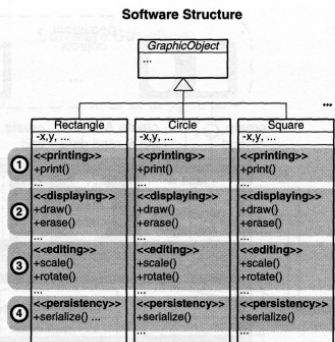 Software Structure
GraphicObject
...
...
Rectangle Circle Square
-x,y, ... -x,y, ... -x,y, ...
1 <<printing>> <<printing>> <<printing>>
+print() +print() +print()
... ... ...
2 <<displaying>> <<displaying>> <<displaying>>
+draw() +draw() +draw()
+erase() +erase() +erase()
... ... ...
3 <<editing>> <<editing>> <<editing>>
+scale() +scale() +scale()
+rotate() +rotate() +rotate()
... ... ...
4 <<persistency>> <<persistency>> <<persistency>>
+serialize() ... +serialize() +serialize()
... ...